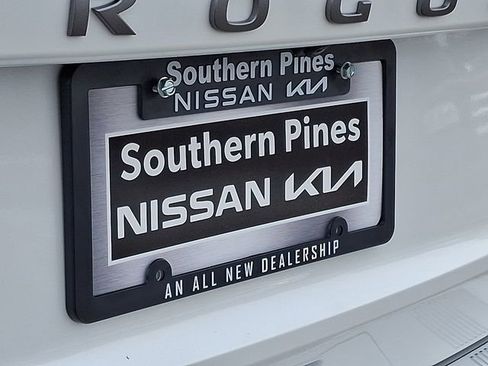 ROGU
Southern Pines
NISSAN KIA
Southern Pines
NISSAN KIA
AN ALL NEW DEALERSHIP